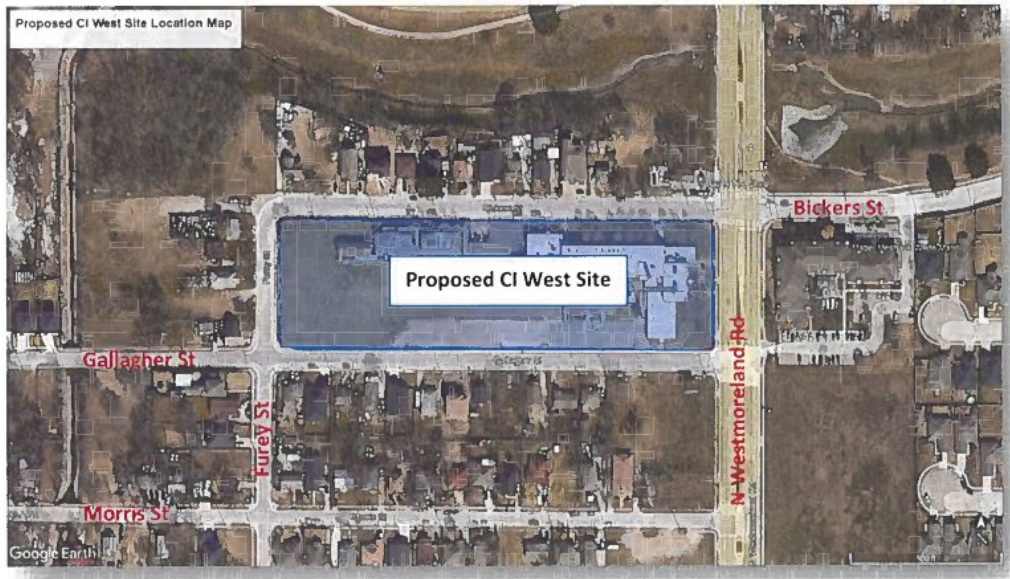 Proposed CI West Site Location Map
Bickers St
Proposed CI West Site
Gallagher St
Furey St
N Westmoreland Rd
Morris St
Google Earth